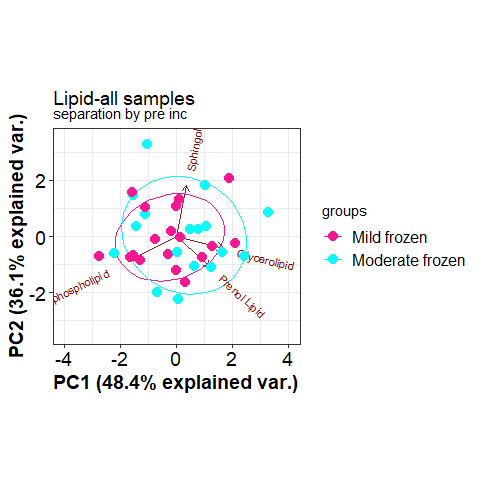 Lipid-all samples
separation by pre inc
PC2 (36.1% explained var.)
2
0
-2
Sphingol
Glycerolipid
Prenol Lipid
phospholipid
groups
Mild frozen
Moderate frozen
-4
-2
0
2
4
PC1 (48.4% explained var.)